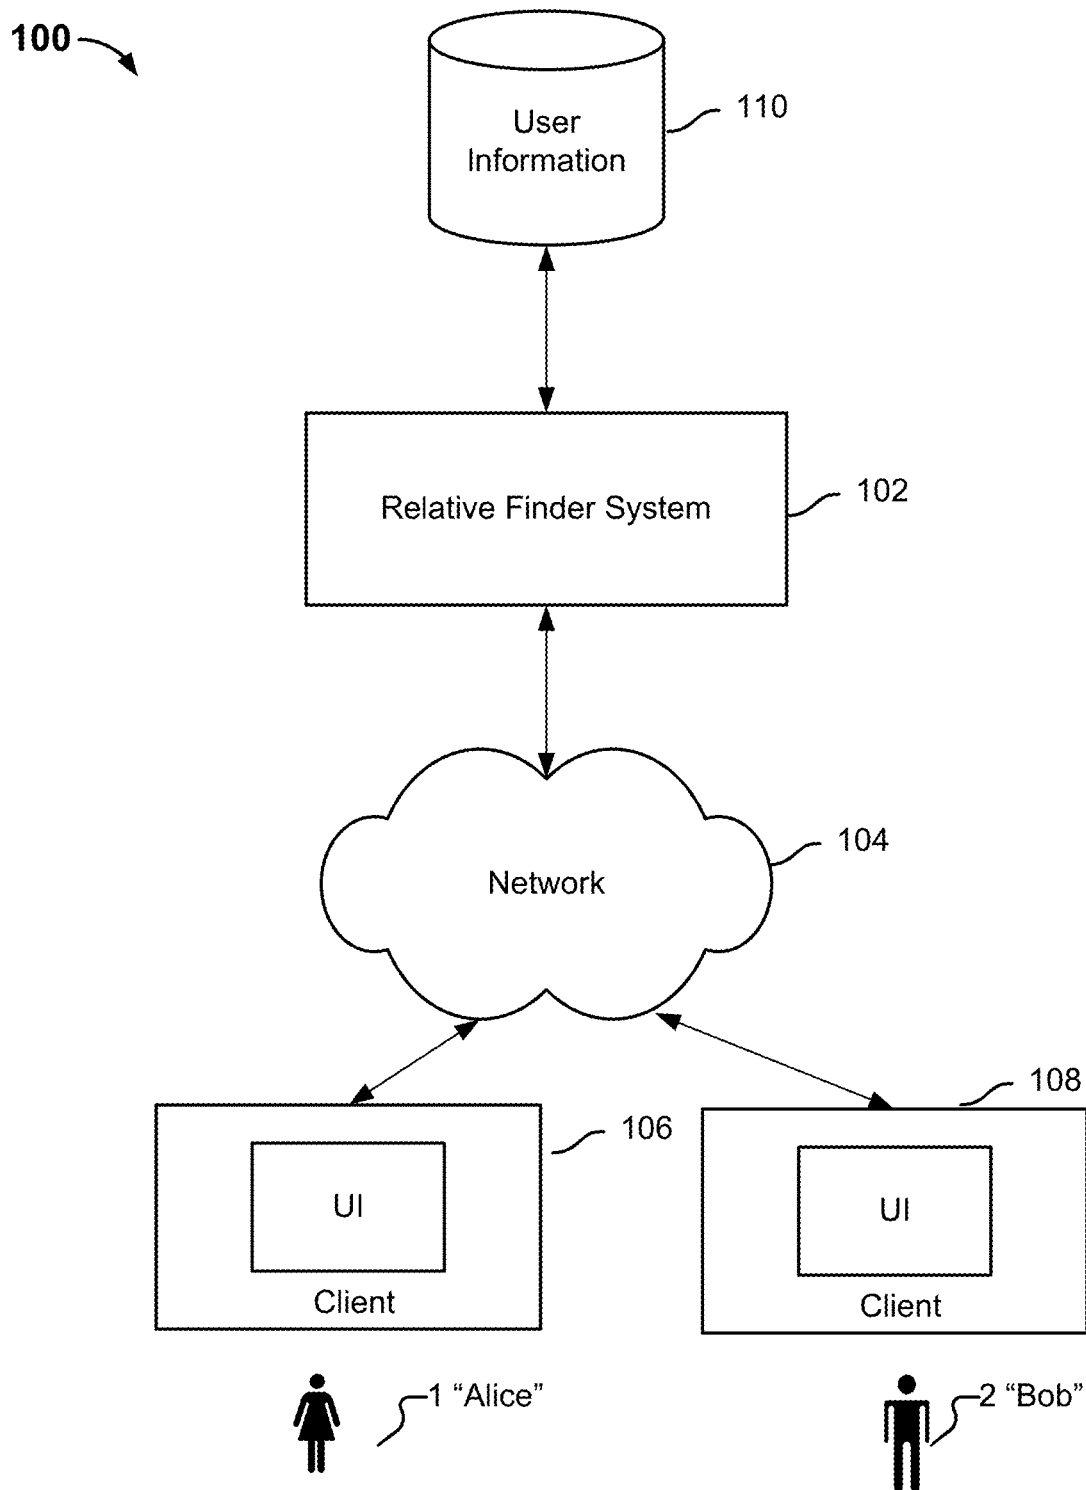 100
User
Information
110
Relative Finder System
102
Network
104
108
106
UI
UI
Client
Client
1 “Alice”
2 “Bob”